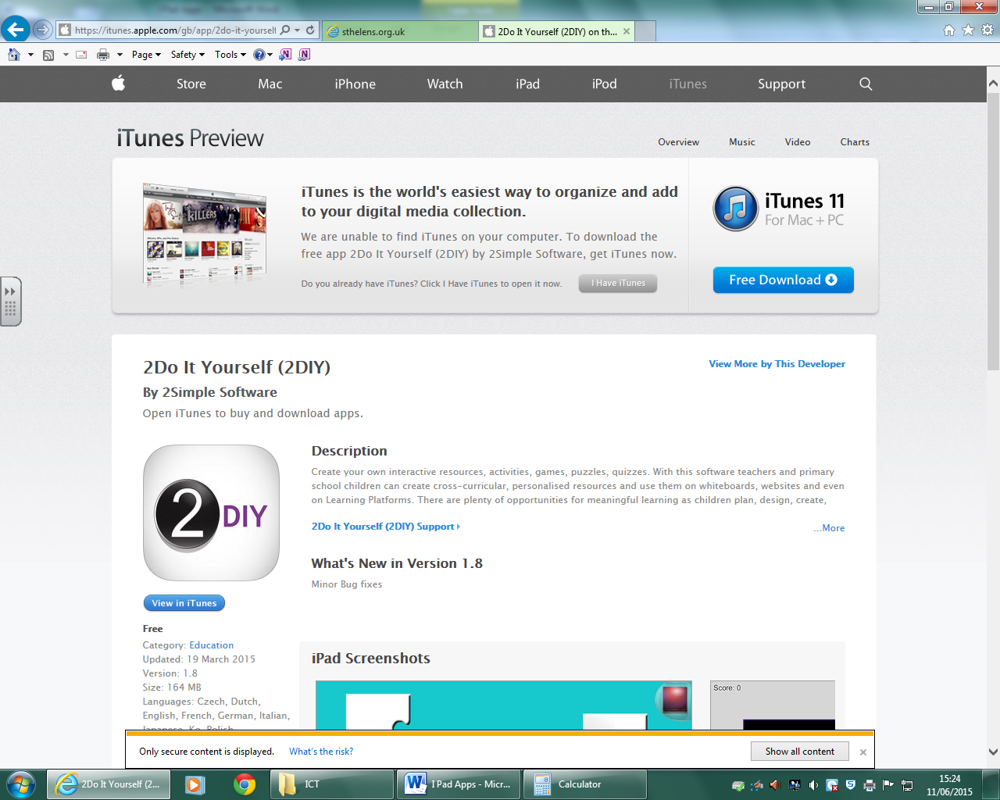 https://itunes.apple.com/gb/app/2do-it-yourself
sthelens.org.uk
2Do It Yourself (2DIY) on th...
Page
Safety
Tools
Store
Mac
iPhone
Watch
iPad
iPod
iTunes
Support
iTunes Preview
Overview
Music
Video
Charts
iTunes is the world's easiest way to organize and add
to your digital media collection.
We are unable to find iTunes on your computer. To download the
free app 2Do It Yourself (2DIY) by 2Simple Software, get iTunes now.
Do you already have iTunes? Click I Have iTunes to open it now.
I Have iTunes
iTunes 11
For Mac + PC
Free Download
KILLERS
2Do It Yourself (2DIY)
View More by This Developer
By 2Simple Software
Open iTunes to buy and download apps.
2 DIY
View in iTunes
Free
Category: Education
Updated: 19 March 2015
Version: 1.8
Size: 164 MB
Languages: Czech, Dutch,
English, French, German, Italian,
Japanese, Ko, Polish
Description
Create your own interactive resources, activities, games, puzzles, quizzes. With this software teachers and primary
school children can create cross-curricular, personalised resources and use them on whiteboards, websites and even
on Learning Platforms. There are plenty of opportunities for meaningful learning as children plan, design, create,
2Do It Yourself (2DIY) Support
...More
What's New in Version 1.8
Minor Bug fixes
iPad Screenshots
Score: 0
Only secure content is displayed.
What's the risk?
Show all content
2Do It Yourself (2...
ICT
I Pad Apps - Micr...
Calculator
15:24
11/06/2015